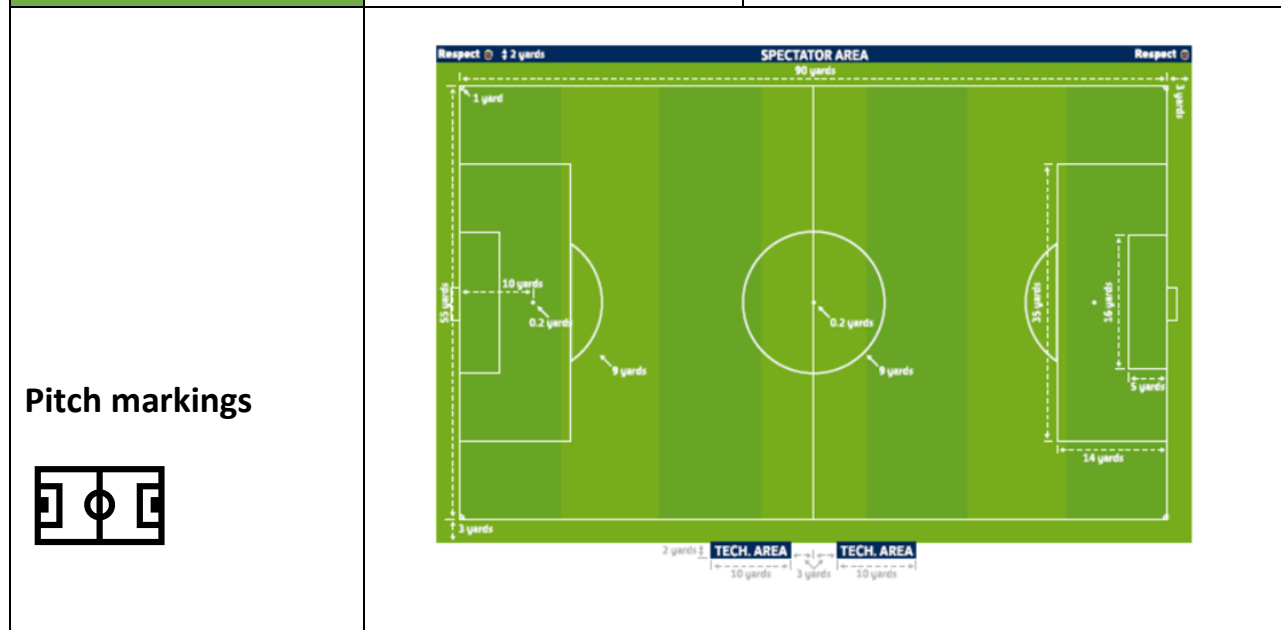 Respect 2 yards SPECTATOR AREA Respect
90 yards
1 yard
3 yards
10 yards
55 yards
0.2 yards
0.2 yards
35 yards
16 yards
9 yards
9 yards
5 yards
Pitch markings
14 yards
3 yards
2 yards TECH. AREA TECH. AREA
10 yards 3 yards 10 yards